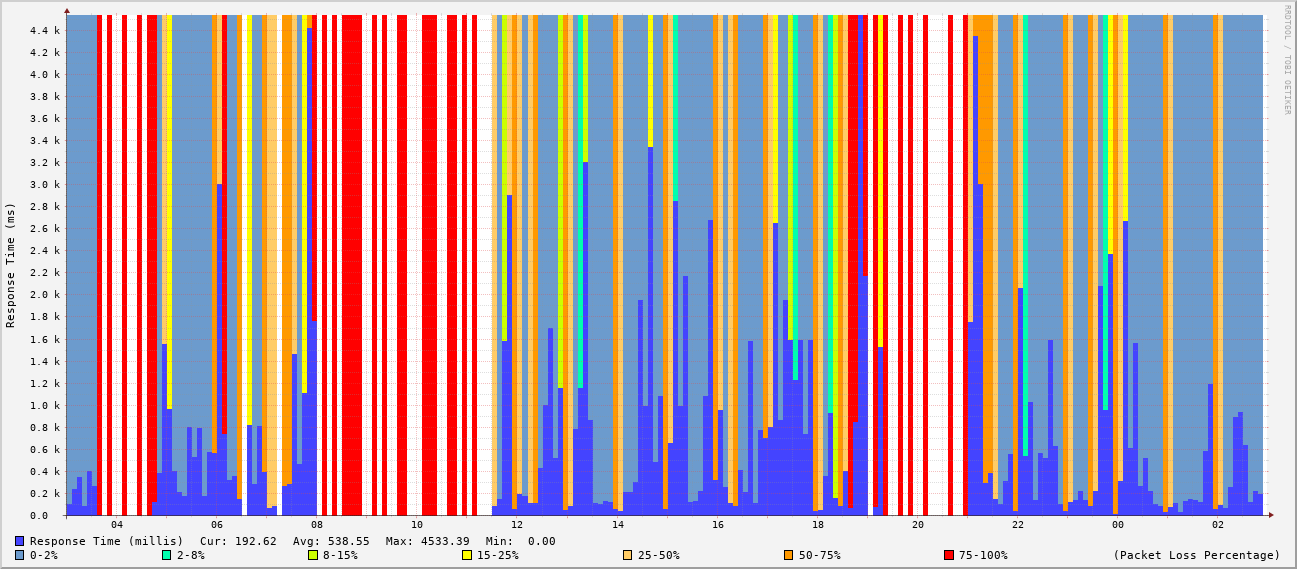 RRDTOOL / TOBI OETIKER
Response Time (ms)
4.4 k
4.2 k
4.0 k
3.8 k
3.6 k
3.4 k
3.2 k
3.0 k
2.8 k
2.6 k
2.4 k
2.2 k
2.0 k
1.8 k
1.6 k
1.4 k
1.2 k
1.0 k
0.8 k
0.6 k
0.4 k
0.2 k
0.0
04 06 08 10 12 14 16 18 20 22 00 02
Response Time (millis) Cur: 192.62 Avg: 538.55 Max: 4533.39 Min: 0.00
0-2% 2-8% 8-15% 15-25% 25-50% 50-75% 75-100% (Packet Loss Percentage)